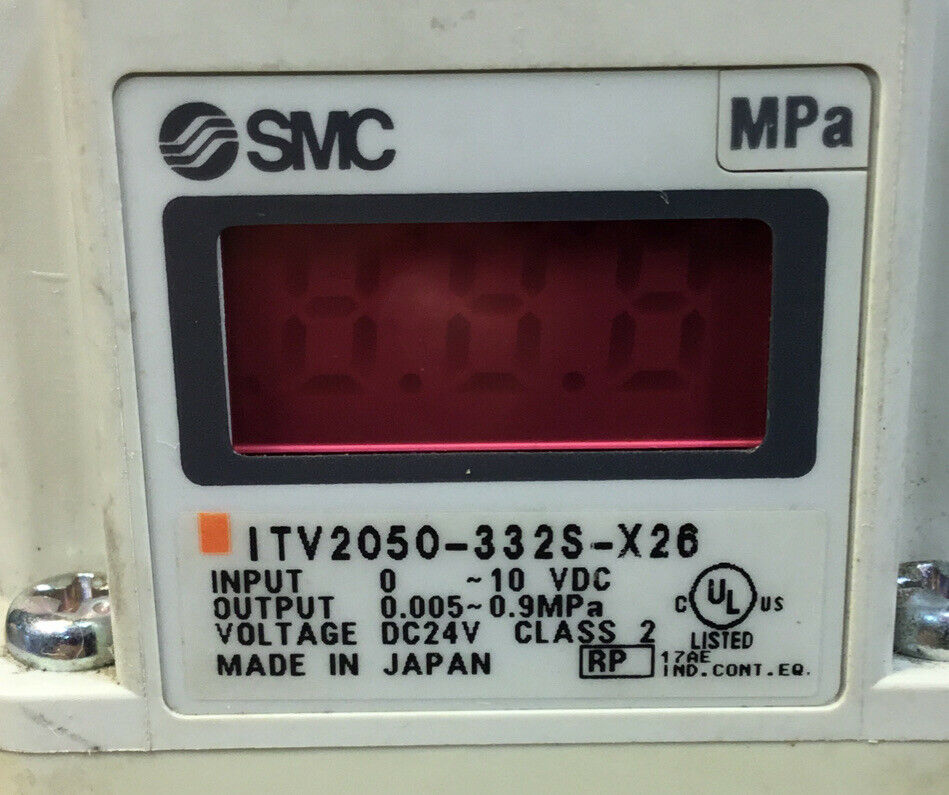 SMC
MPa
ITV2050-332S-X26
INPUT 0 ~10 VDC
OUTPUT 0.005~0.9MPa
VOLTAGE DC24V CLASS 2
MADE IN JAPAN
RP
C UL US
LISTED
17AE
IND.CONT.EQ.